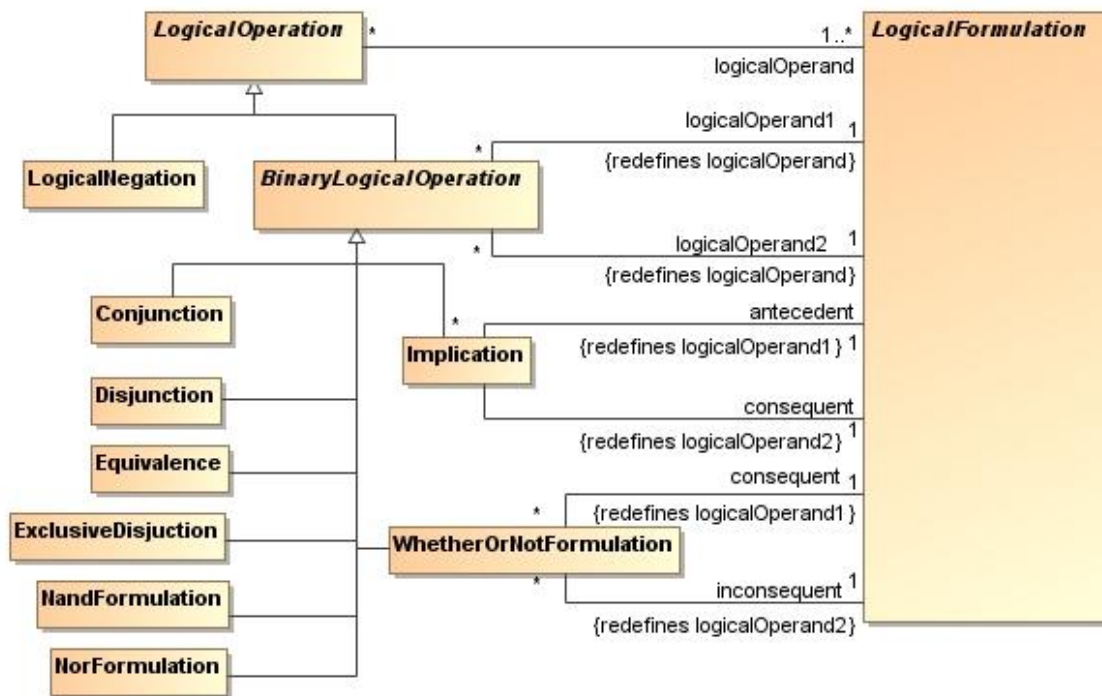 LogicalOperation
*
1..*
LogicalFormulation
logicalOperand
logicalOperand1
1
*
{redefines logicalOperand}
LogicalNegation
BinaryLogicalOperation
*
logicalOperand2
1
{redefines logicalOperand}
Conjunction
*
antecedent
Implication
{redefines logicalOperand1}
1
Disjunction
consequent
{redefines logicalOperand2}
1
Equivalence
consequent
1
*
{redefines logicalOperand1}
ExclusiveDisjuction
WhetherOrNotFormulation
*
NandFormulation
inconsequent
1
{redefines logicalOperand2}
NorFormulation